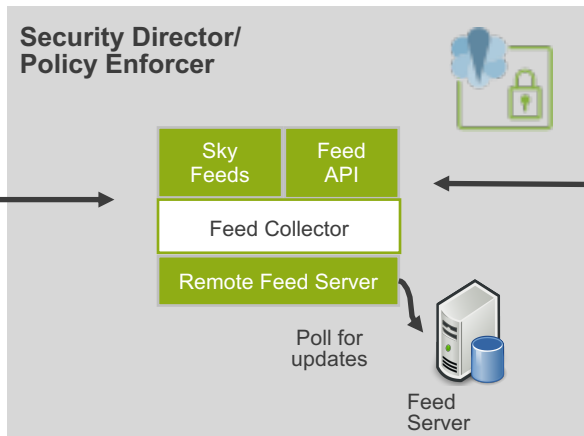 Security Director/
Policy Enforcer
Sky
Feeds
Feed
API
Feed Collector
Remote Feed Server
Poll for
updates
Feed
Server